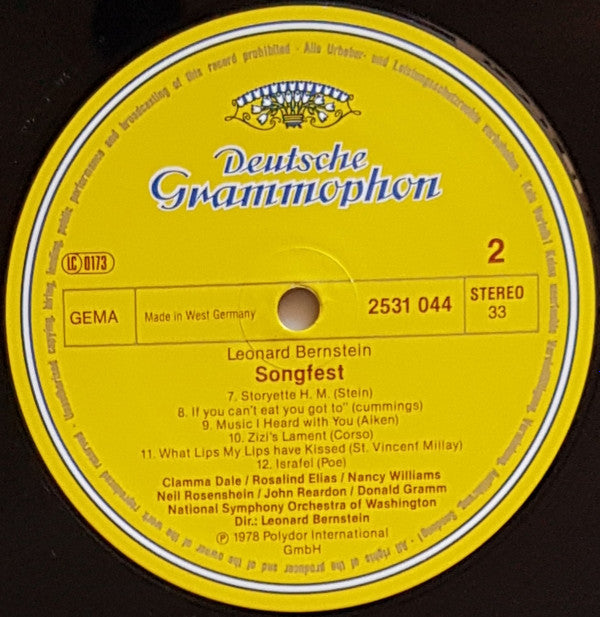 Deutsche
Grammophon
LC 0173
2
GEMA
Made in West Germany
2531 044
STEREO
33
Leonard Bernstein
Songfest
7. Storyette H. M. (Stein)
8. If you can't eat you got to" (cummings)
9. Music I Heard with You (Aiken)
10. Zizi's Lament (Corso)
11. What Lips My Lips have Kissed (St. Vincent Millay)
12. Israfel (Poe)
Clamma Dale / Rosalind Elias / Nancy Williams
Neil Rosenshein / John Reardon / Donald Gramm
National Symphony Orchestra of Washington
Dir.: Leonard Bernstein
℗ 1978 Polydor International
GmbH
All rights of the producer and of the owner of the work reproduced reserved - Unauthorised copying, hiring, lending, public performance and broadcasting of this record prohibited - Alle Urheber- und Leistungsschutzrechte vorbehalten - Kein Verleih! Keine